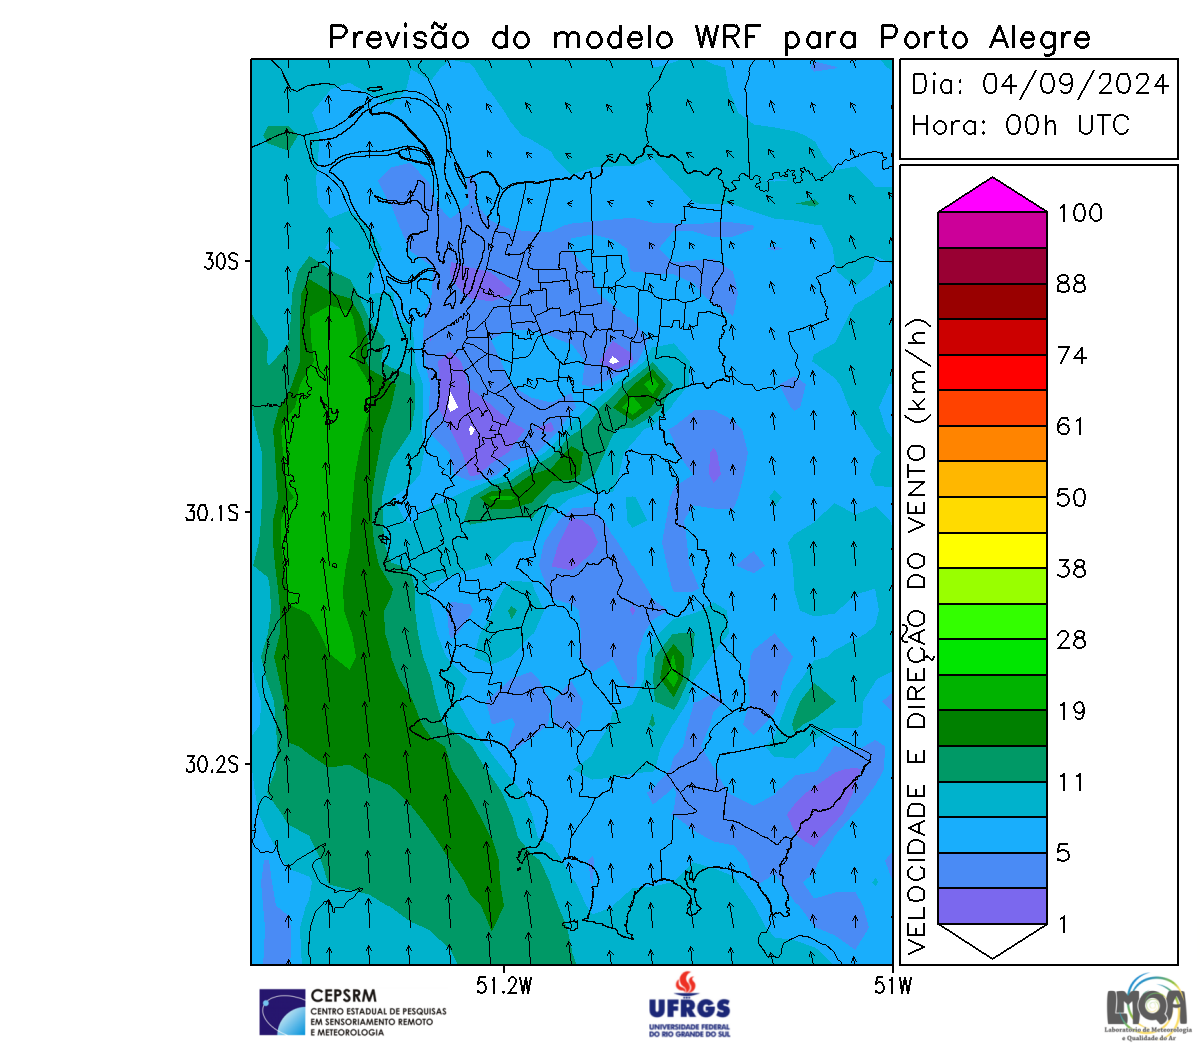 Previsão do modelo WRF para Porto Alegre
Dia: 04/09/2024
Hora: 00h UTC
VELOCIDADE E DIREÇÃO DO VENTO (km/h)
100
88
74
61
50
38
28
19
11
5
1
30S
30.1S
30.2S
51.2W
51W
CEPSRM
CENTRO ESTADUAL DE PESQUISAS
EM SENSORIAMENTO REMOTO
E METEOROLOGIA
UFRGS
UNIVERSIDADE FEDERAL
DO RIO GRANDE DO SUL
LMQA
Laboratório de Meteorologia
e Qualidade do Ar